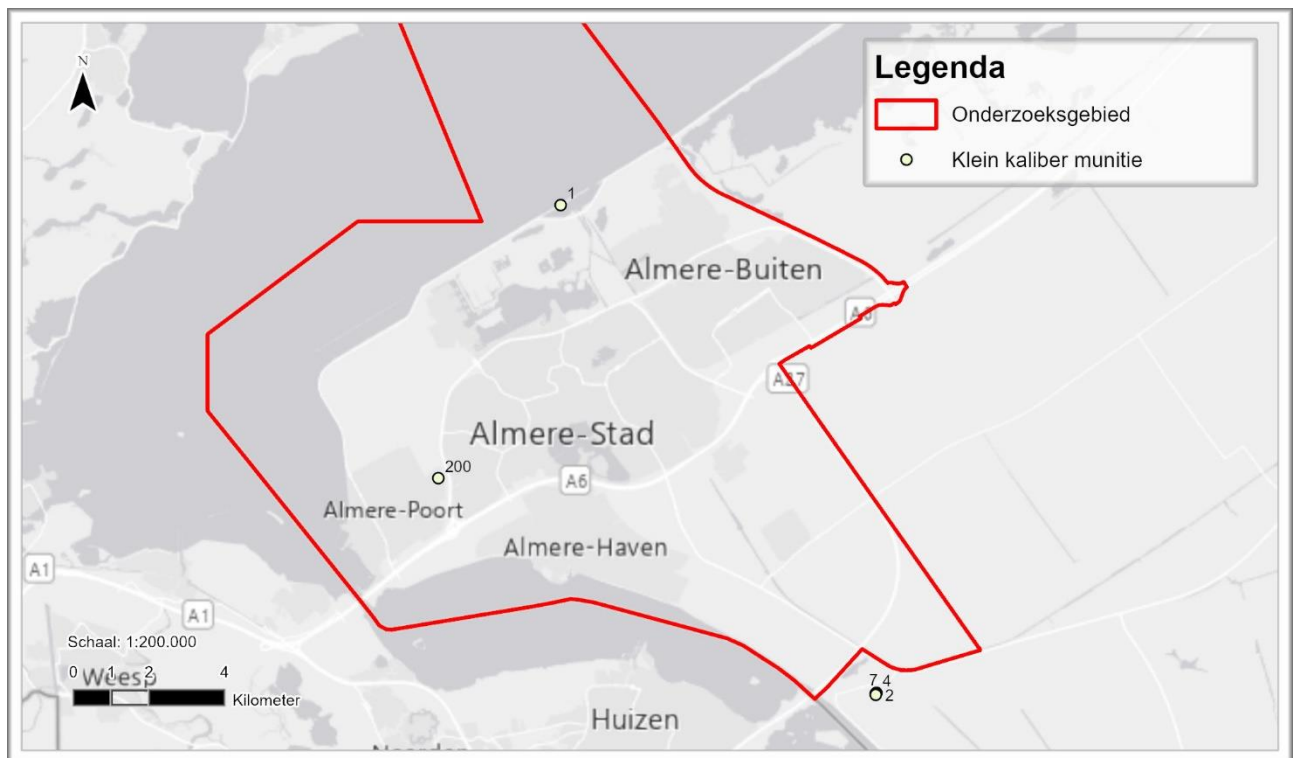 N
Legenda
Onderzoeksgebied
Klein kaliber munitie
1
Almere-Buiten
A6
A27
Almere-Stad
200
A6
Almere-Poort
Almere-Haven
A1
A1
Schaal: 1:200.000
0 1 2 4
Weesp
Kilometer
7 4
2
Huizen